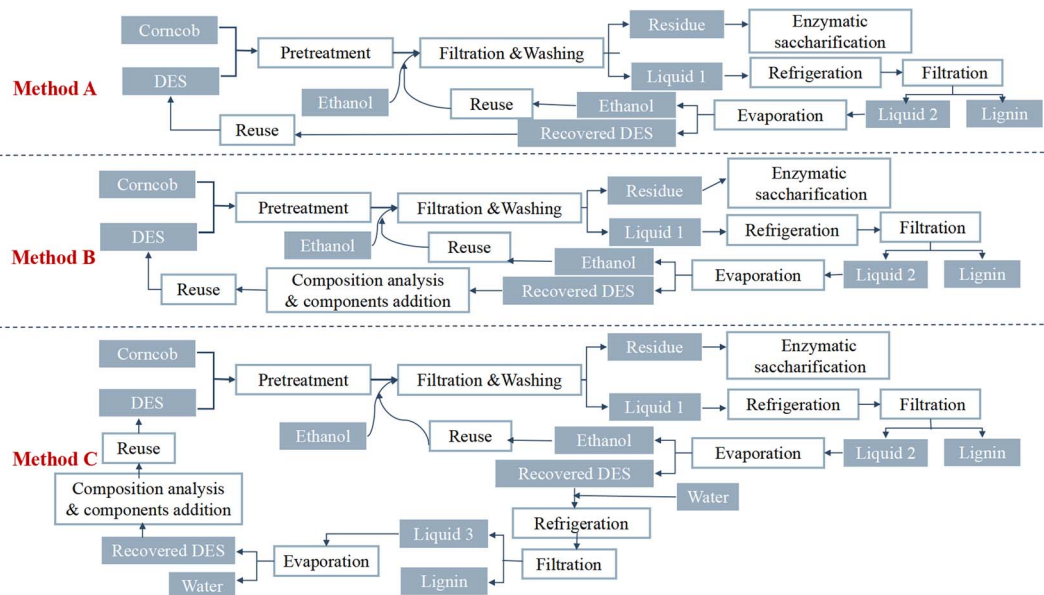 Corncob
Residue
Enzymatic
saccharification
Pretreatment
Filtration &Washing
Method A
DES
Liquid 1
Refrigeration
Filtration
Ethanol
Reuse
Ethanol
Evaporation
Liquid 2
Lignin
Reuse
Recovered DES
Corncob
Residue
Enzymatic
saccharification
Pretreatment
Filtration &Washing
DES
Liquid 1
Refrigeration
Filtration
Method B
Ethanol
Reuse
Ethanol
Evaporation
Liquid 2
Lignin
Reuse
Composition analysis
& components addition
Recovered DES
Corncob
Residue
Enzymatic
saccharification
Pretreatment
Filtration &Washing
DES
Liquid 1
Refrigeration
Filtration
Reuse
Ethanol
Reuse
Ethanol
Evaporation
Liquid 2
Lignin
Method C
Recovered DES
Composition analysis
& components addition
Water
Refrigeration
Recovered DES
Evaporation
Liquid 3
Filtration
Water
Lignin